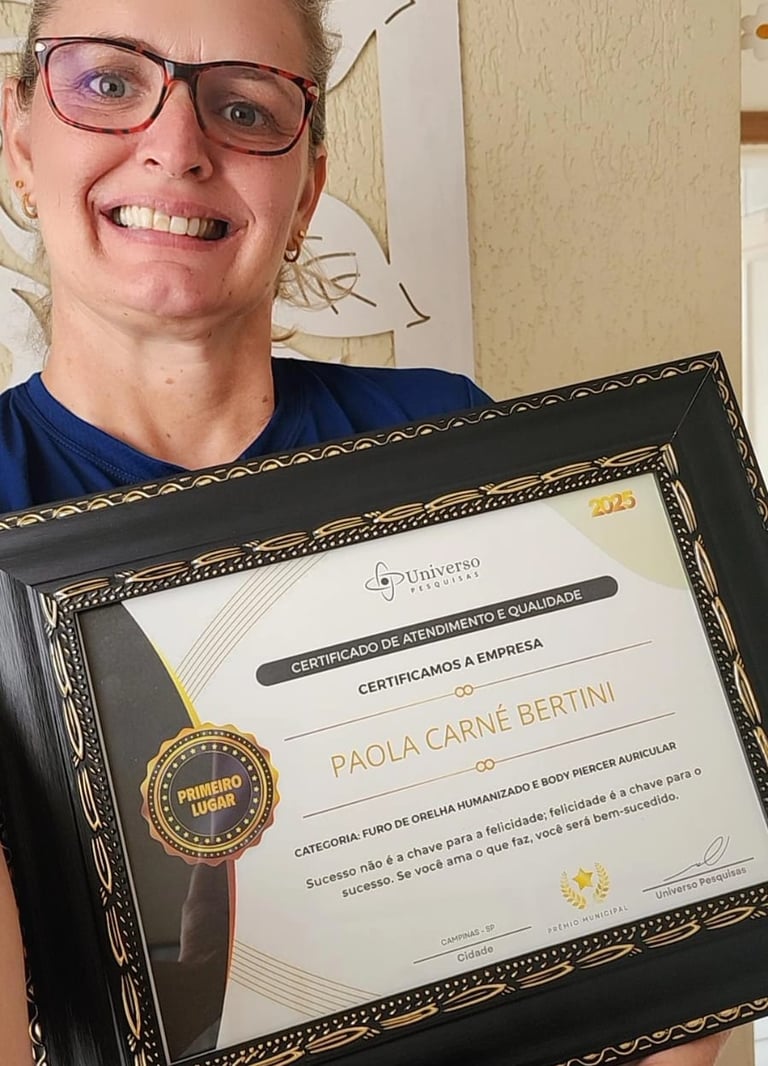 2025
Universo
PESQUISAS
CERTIFICADO DE ATENDIMENTO E QUALIDADE
CERTIFICAMOS A EMPRESA
PAOLA CARNÉ BERTINI
PRIMEIRO
LUGAR
CATEGORIA: FURO DE ORELHA HUMANIZADO E BODY PIERCER AURICULAR
Sucesso não é a chave para a felicidade; felicidade é a chave para o
sucesso. Se você ama o que faz, você será bem-sucedido.
CAMPINAS - SP
Cidade
PRÊMIO MUNICIPAL
Universo Pesquisas